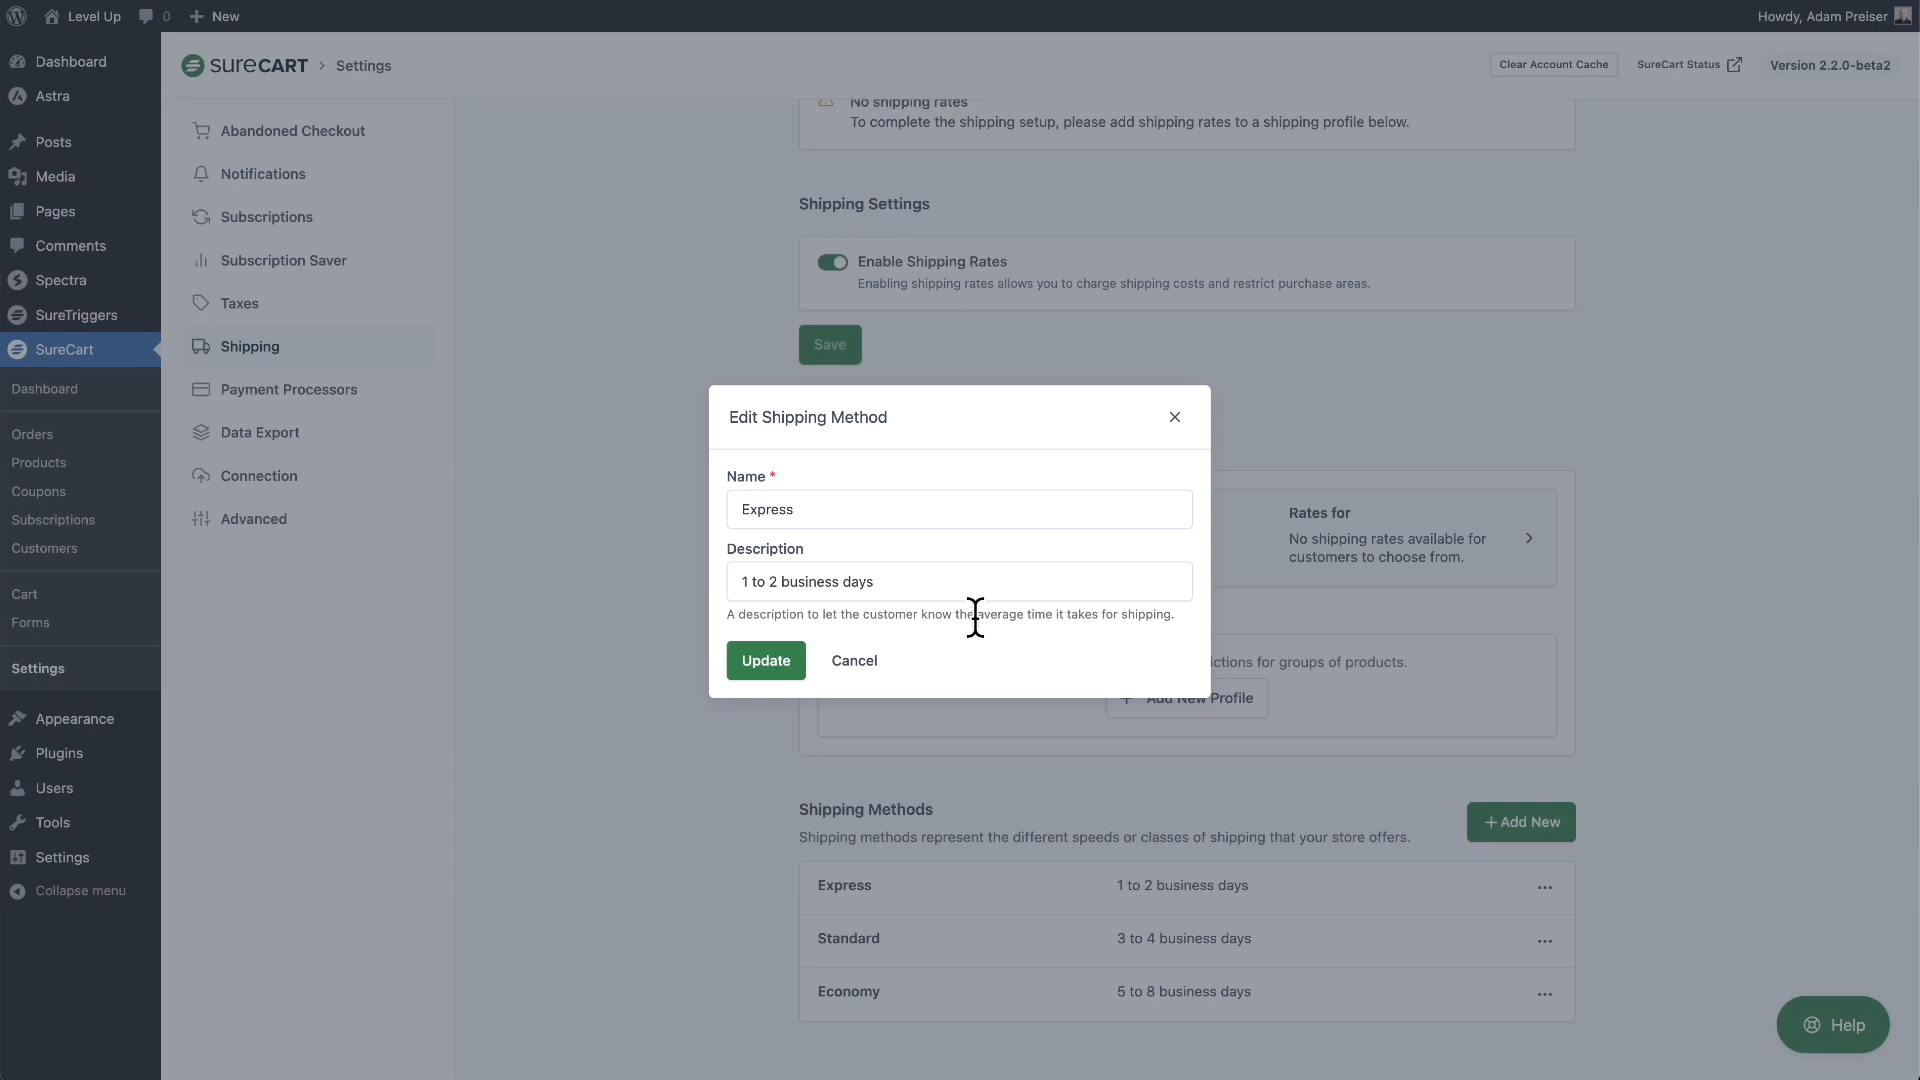 Level Up
0
New
Howdy, Adam Preiser
Dashboard
Astra
Posts
Media
Pages
Comments
Spectra
SureTriggers
SureCart
Dashboard
Orders
Products
Coupons
Subscriptions
Customers
Cart
Forms
Settings
Appearance
Plugins
Users
Tools
Settings
Collapse menu
SURECART > Settings
Clear Account Cache
SureCart Status
Version 2.2.0-beta2
Abandoned Checkout
Notifications
Subscriptions
Subscription Saver
Taxes
Shipping
Payment Processors
Data Export
Connection
Advanced
No shipping rates
To complete the shipping setup, please add shipping rates to a shipping profile below.
Shipping Settings
Enable Shipping Rates
Enabling shipping rates allows you to charge shipping costs and restrict purchase areas.
Save
Edit Shipping Method
Name *
Express
Description
1 to 2 business days
A description to let the customer know the average time it takes for shipping.
Update
Cancel
Rates for
No shipping rates available for
customers to choose from.
for groups of products.
+ Add New Profile
Shipping Methods
Shipping methods represent the different speeds or classes of shipping that your store offers.
+ Add New
Express
1 to 2 business days
Standard
3 to 4 business days
Economy
5 to 8 business days
Help